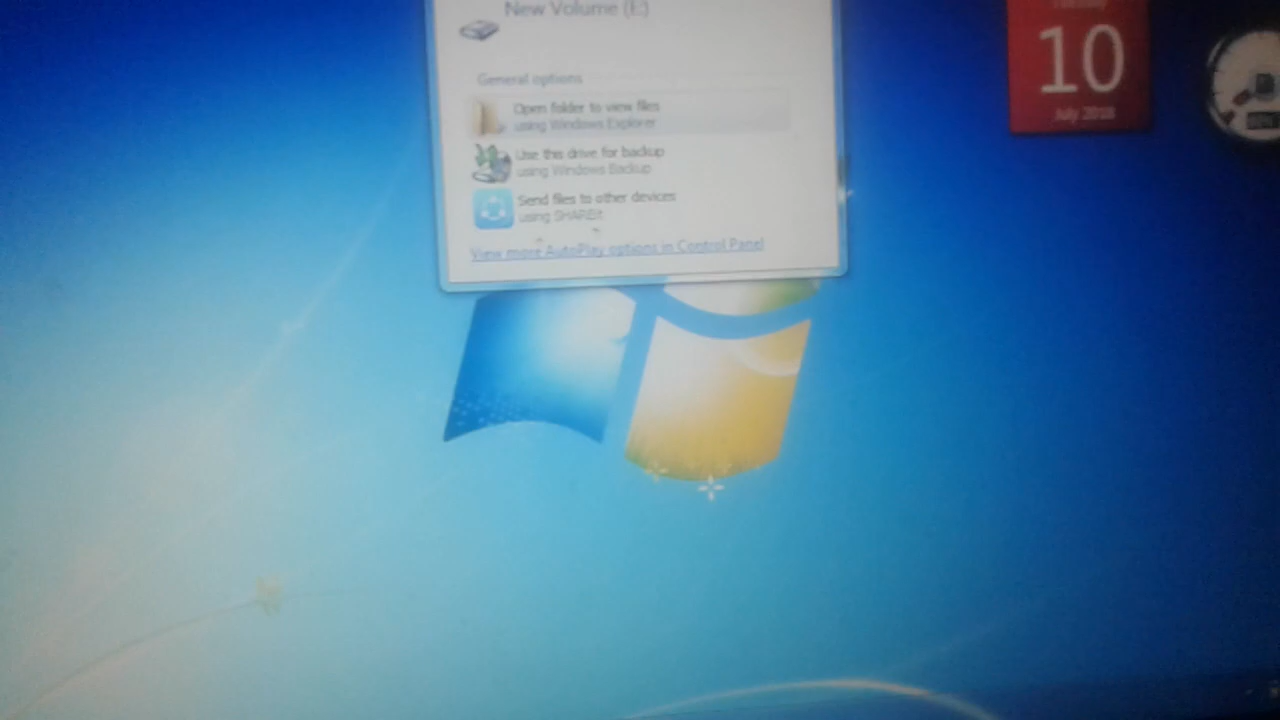 New Volume (E:)
General options
Open folder to view files
using Windows Explorer
Use this drive for backup
using Windows Backup
Send files to other devices
using SHAREit
View more AutoPlay options in Control Panel
Tuesday
10
July 2018